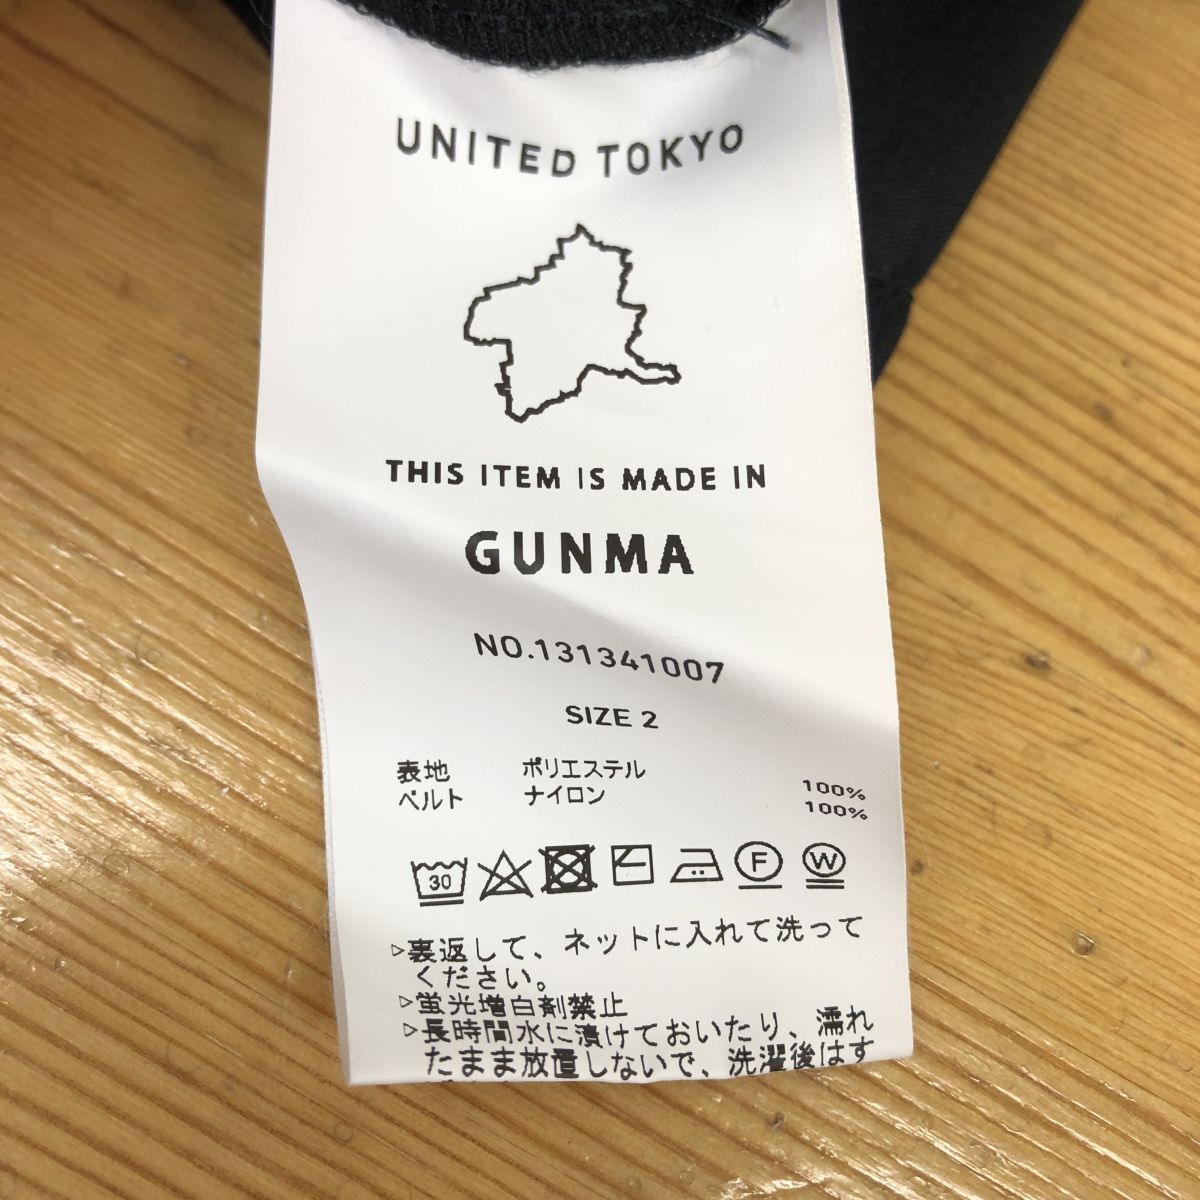 UNITED TOKYO
THIS ITEM IS MADE IN
GUNMA
NO.131341007
SIZE 2
表地 ポリエステル 100%
ベルト ナイロン 100%
30 F W
▷裏返して、ネットに入れて洗って
ください。
▷蛍光増白剤禁止
▷長時間水に漬けておいたり、濡れ
たまま放置しないで、洗濯後はす